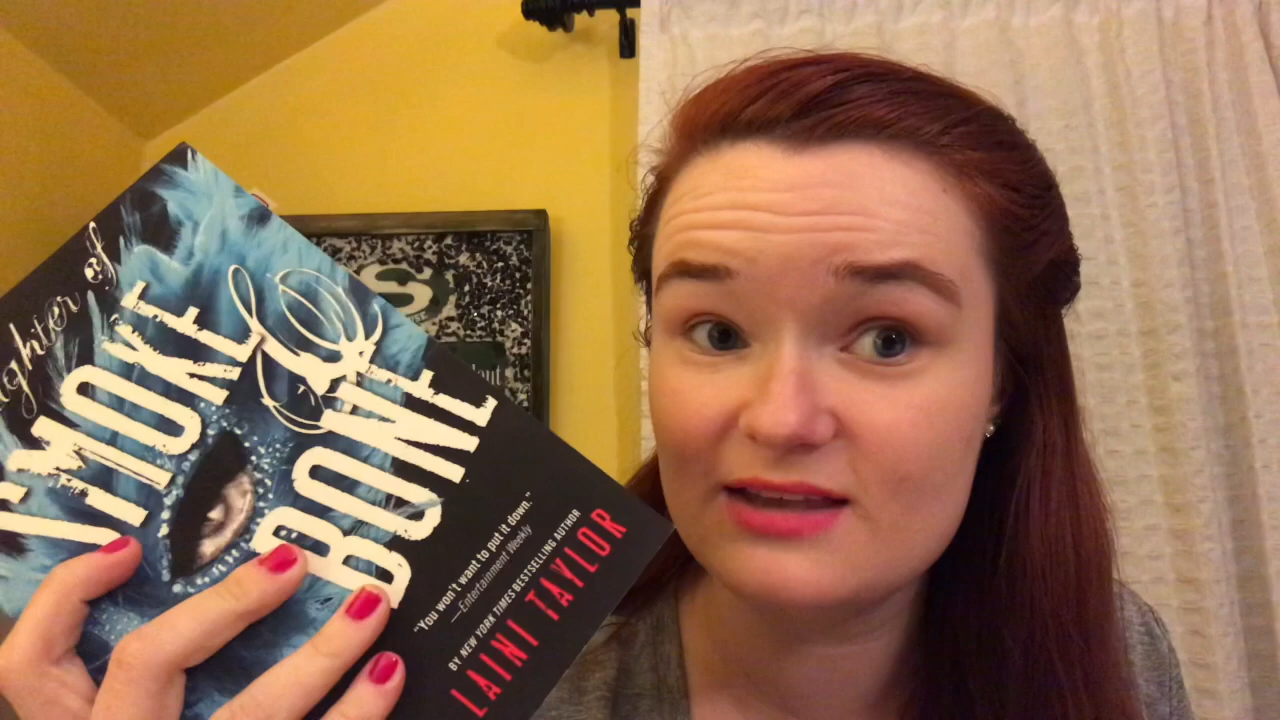 ghter of
SMOKE
&
BONE
"You won't want to put it down."
—Entertainment Weekly
BY NEW YORK TIMES BESTSELLING AUTHOR
LAINI TAYLOR
S